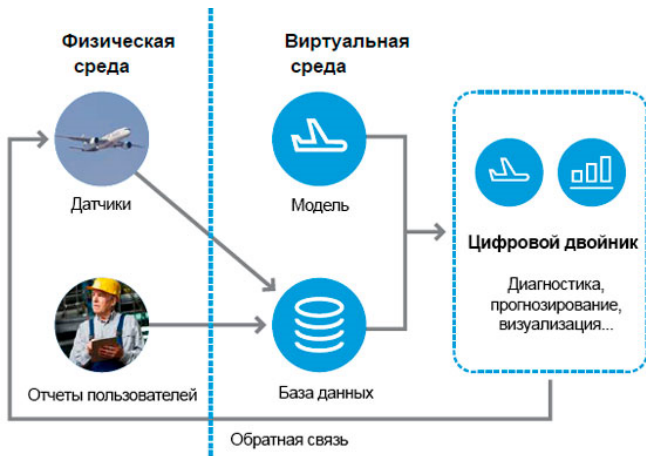 Физическая
среда
Виртуальная
среда
Датчики
Модель
Цифровой двойник
Диагностика,
прогнозирование,
визуализация...
Отчеты пользователей
База данных
Обратная связь